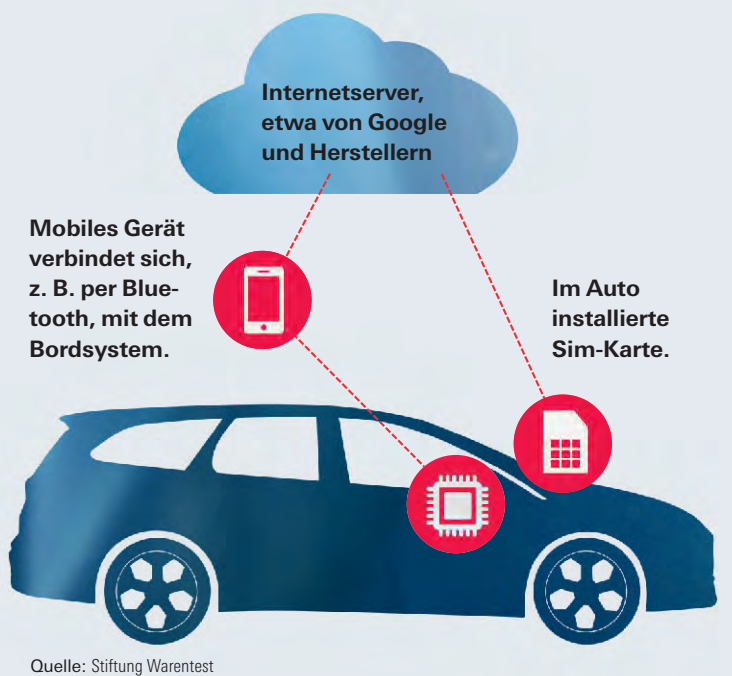 Internetserver,
etwa von Google
und Herstellern
Mobiles Gerät
verbindet sich,
z. B. per Blue-
tooth, mit dem
Bordsystem.
Im Auto
installierte
Sim-Karte.
Quelle: Stiftung Warentest